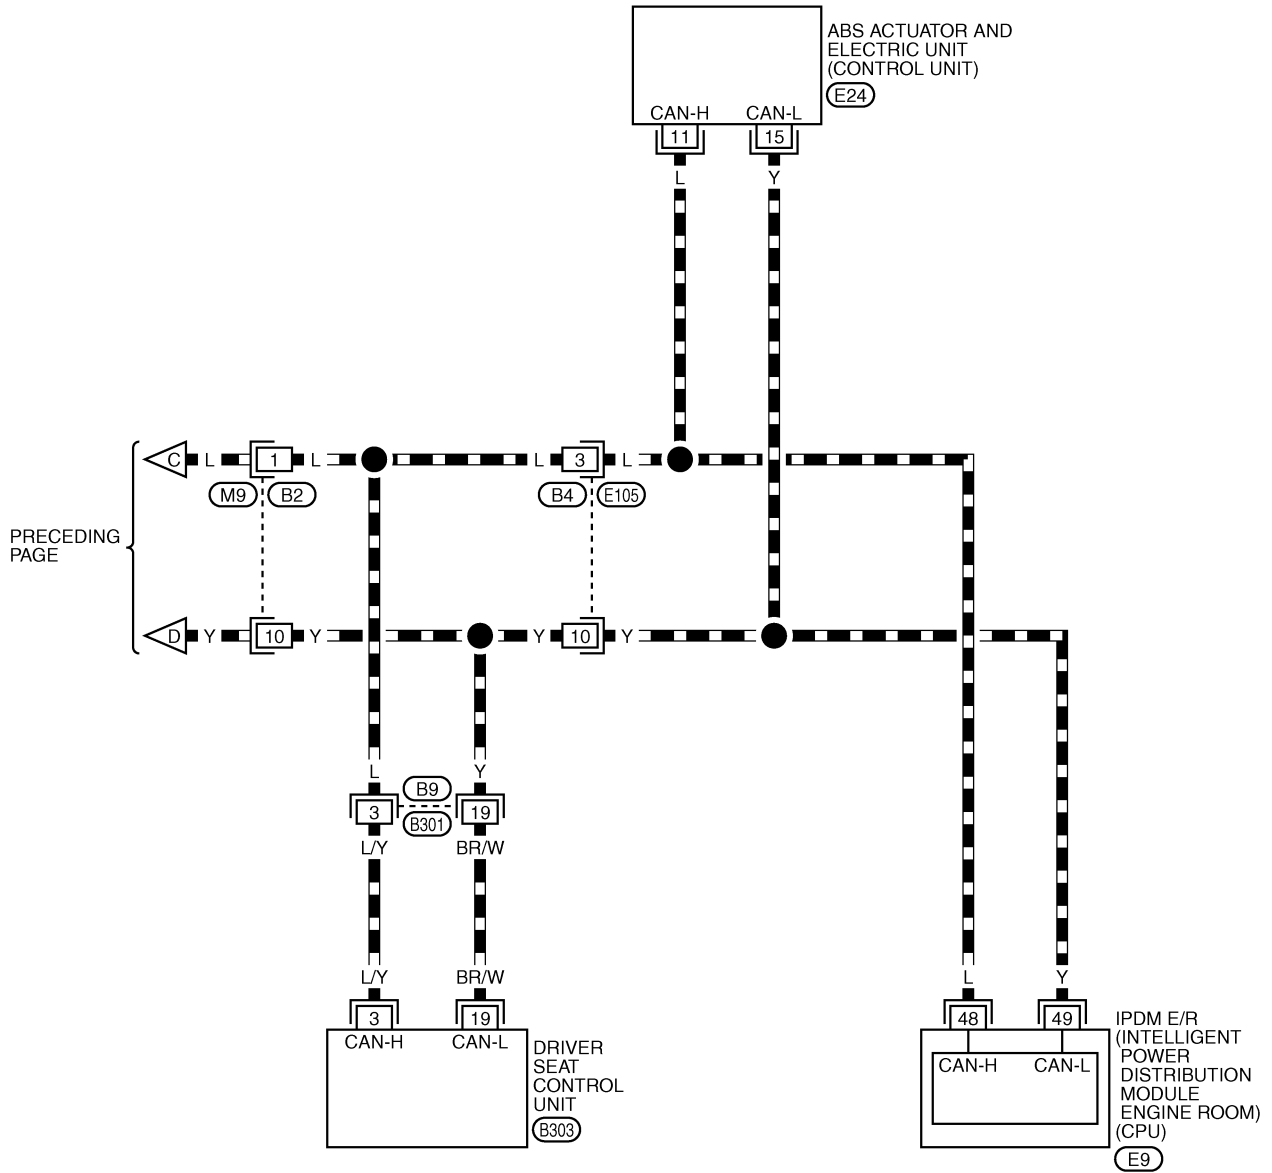 ABS ACTUATOR AND
ELECTRIC UNIT
(CONTROL UNIT)
E24
CAN-H CAN-L
11 15
L Y
C L 1 L L 3 L
M9 B2 B4 E105
PRECEDING
PAGE
D Y 10 Y Y 10 Y
L Y
B9
3 19
B301
L/Y BR/W
L/Y BR/W
3 19
CAN-H CAN-L
DRIVER
SEAT
CONTROL
UNIT
B303
L Y
48 49
CAN-H CAN-L
IPDM E/R
(INTELLIGENT
POWER
DISTRIBUTION
MODULE
ENGINE ROOM)
(CPU)
E9